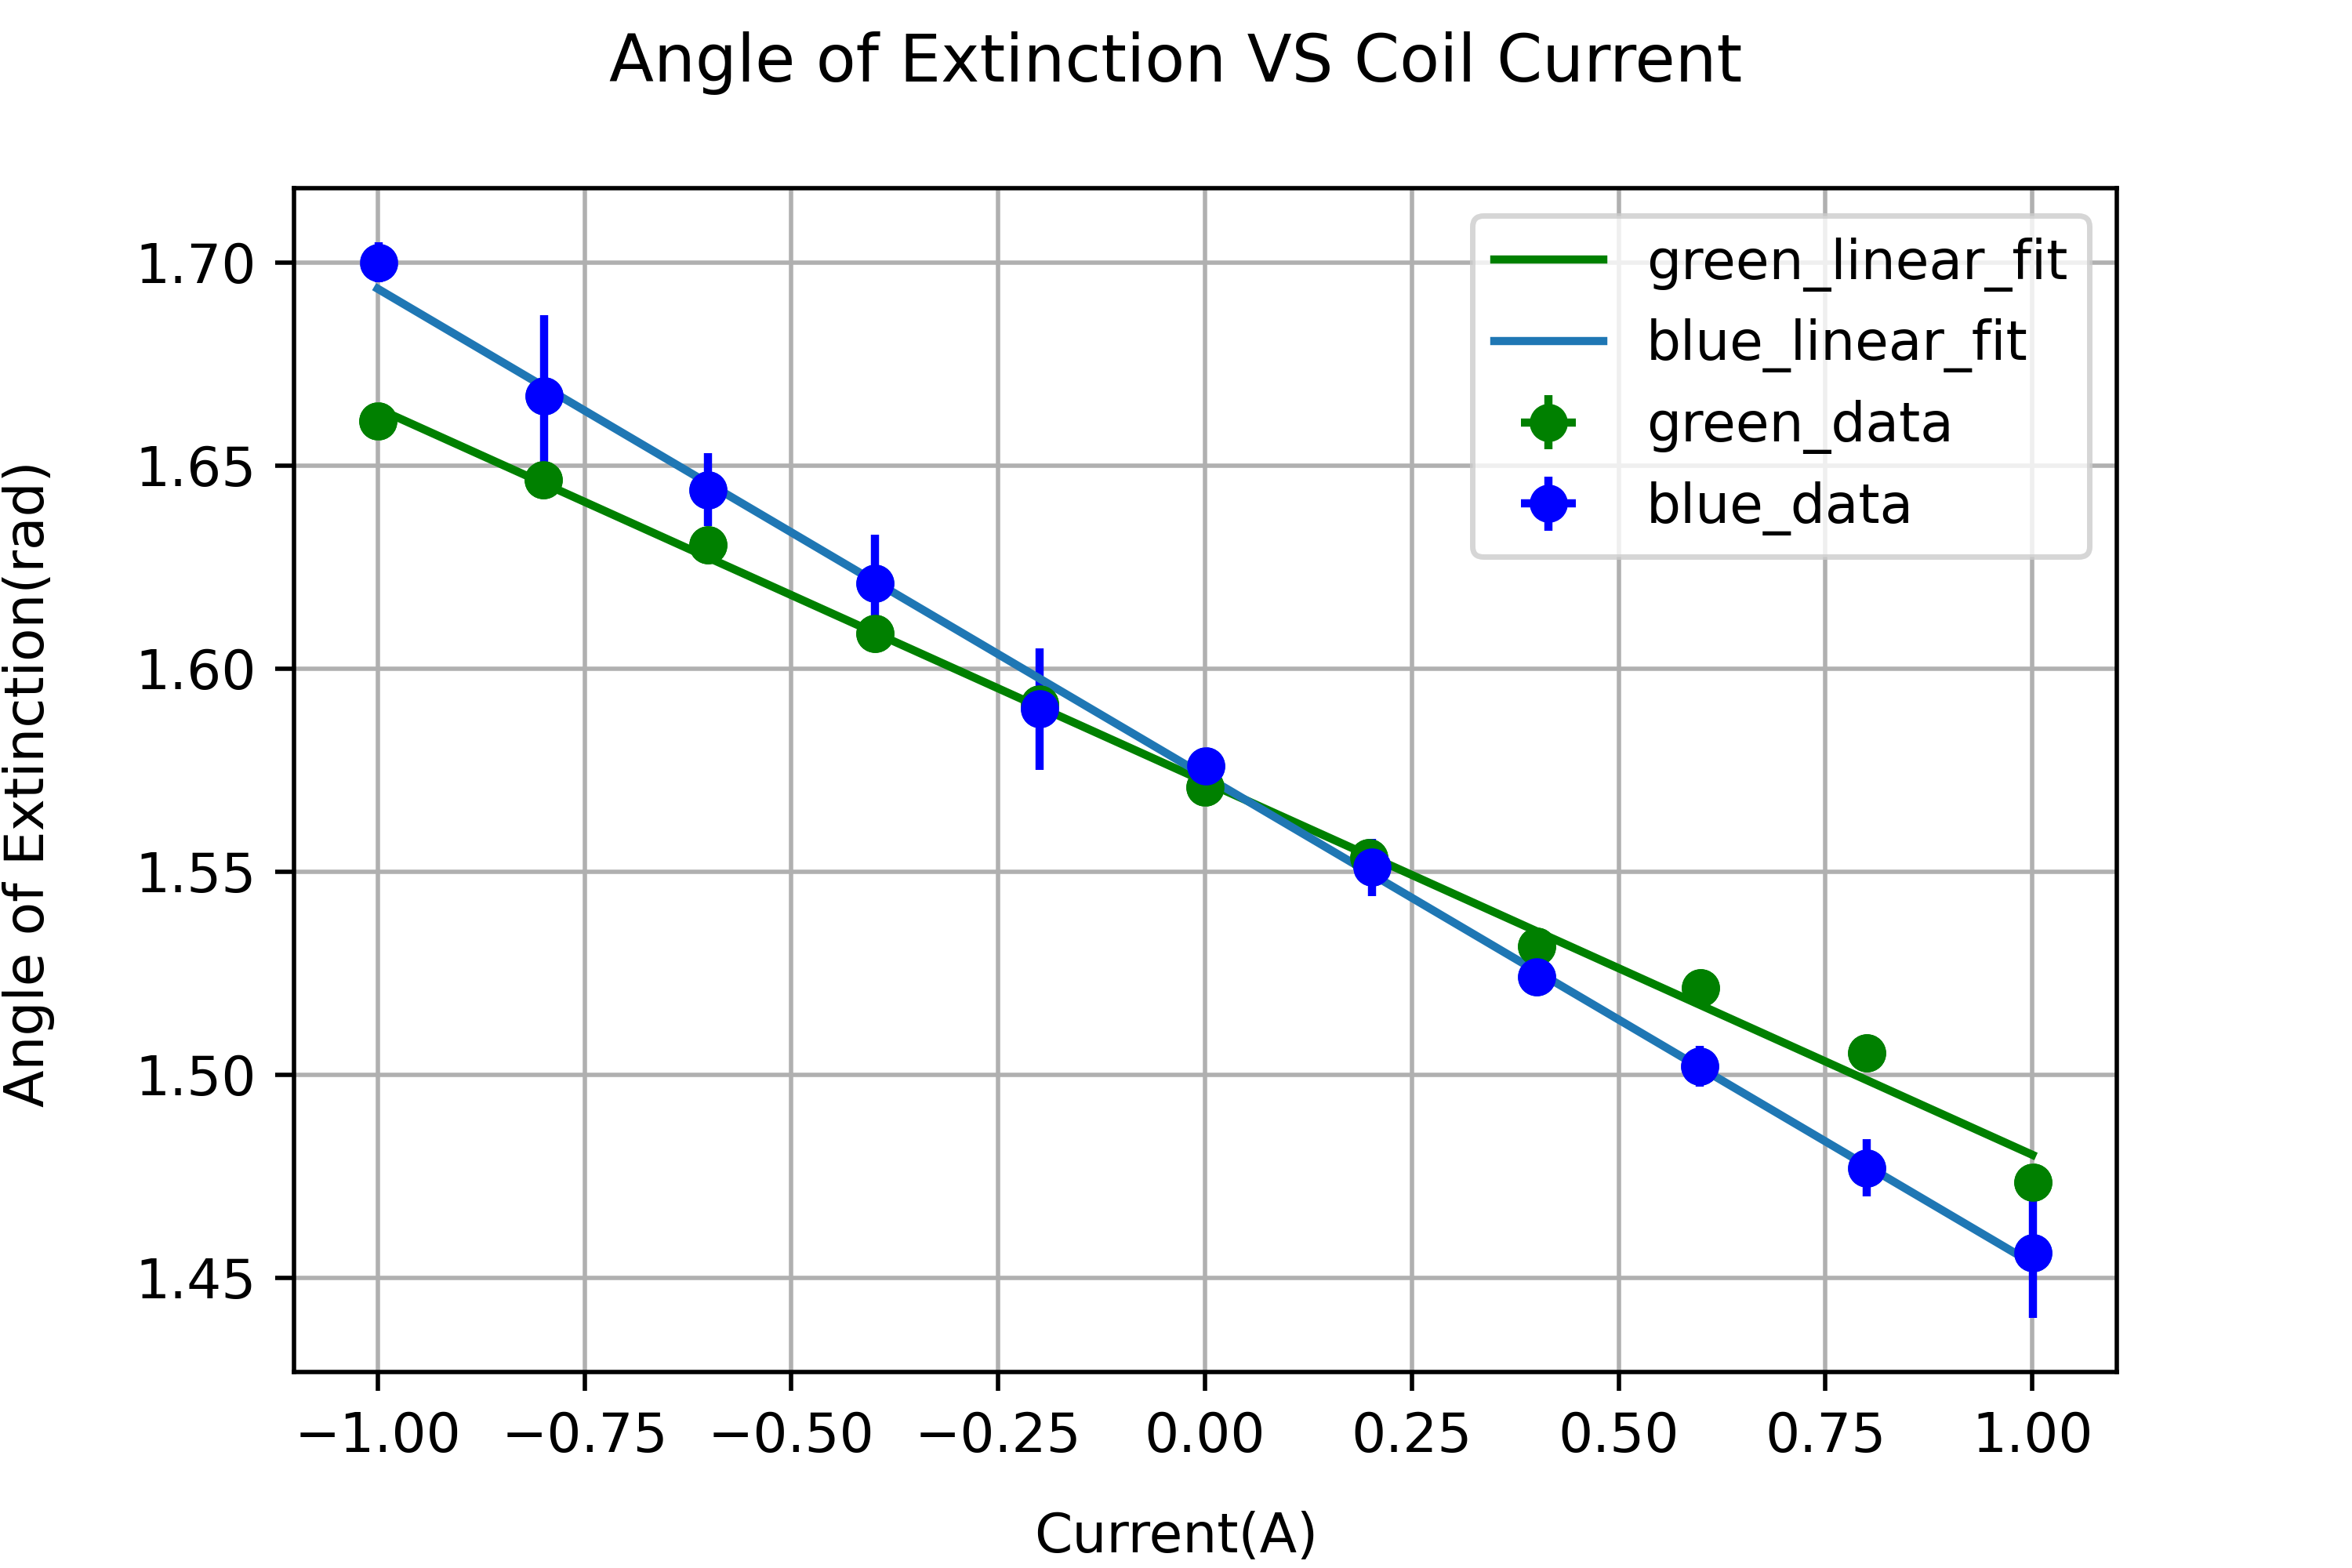 Angle of Extinction VS Coil Current
green_linear_fit
blue_linear_fit
green_data
blue_data
Angle of Extinction(rad)
1.70
1.65
1.60
1.55
1.50
1.45
−1.00 −0.75 −0.50 −0.25 0.00 0.25 0.50 0.75 1.00
Current(A)